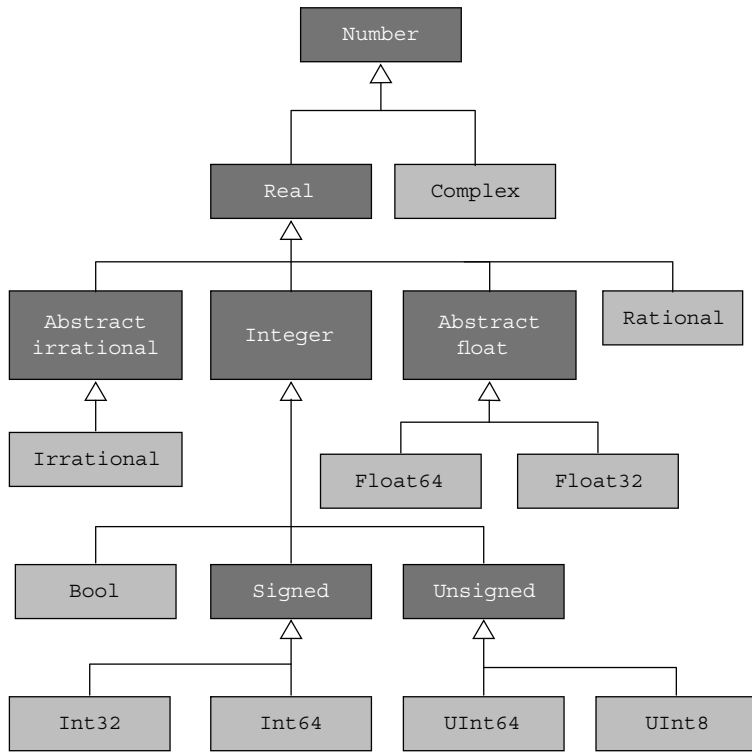 Number
Real
Complex
Abstract
irrational
Integer
Abstract
float
Rational
Irrational
Float64
Float32
Bool
Signed
Unsigned
Int32
Int64
UInt64
UInt8